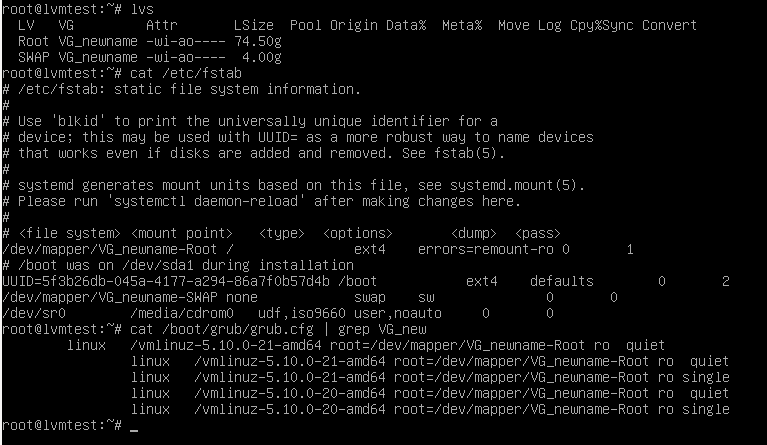 root@lvmtest:~# lvs
  LV   VG         Attr       LSize  Pool Origin Data%  Meta%  Move Log Cpy%Sync Convert
  Root VG_newname -wi-ao---- 74.50g
  SWAP VG_newname -wi-ao----  4.00g
root@lvmtest:~# cat /etc/fstab
# /etc/fstab: static file system information.
#
# Use 'blkid' to print the universally unique identifier for a
# device; this may be used with UUID= as a more robust way to name devices
# that works even if disks are added and removed. See fstab(5).
#
# systemd generates mount units based on this file, see systemd.mount(5).
# Please run 'systemctl daemon-reload' after making changes here.
#
# <file system> <mount point>   <type>  <options>       <dump>  <pass>
/dev/mapper/VG_newname-Root /               ext4    errors=remount-ro 0       1
# /boot was on /dev/sda1 during installation
UUID=5f3b26db-045a-4177-a294-86a7f0b57d4b /boot           ext4    defaults        0       2
/dev/mapper/VG_newname-SWAP none            swap    sw              0       0
/dev/sr0        /media/cdrom0   udf,iso9660 user,noauto     0       0
root@lvmtest:~# cat /boot/grub/grub.cfg | grep VG_new
        linux   /vmlinuz-5.10.0-21-amd64 root=/dev/mapper/VG_newname-Root ro  quiet
                linux   /vmlinuz-5.10.0-21-amd64 root=/dev/mapper/VG_newname-Root ro  quiet
                linux   /vmlinuz-5.10.0-21-amd64 root=/dev/mapper/VG_newname-Root ro single
                linux   /vmlinuz-5.10.0-20-amd64 root=/dev/mapper/VG_newname-Root ro  quiet
                linux   /vmlinuz-5.10.0-20-amd64 root=/dev/mapper/VG_newname-Root ro single
root@lvmtest:~# _